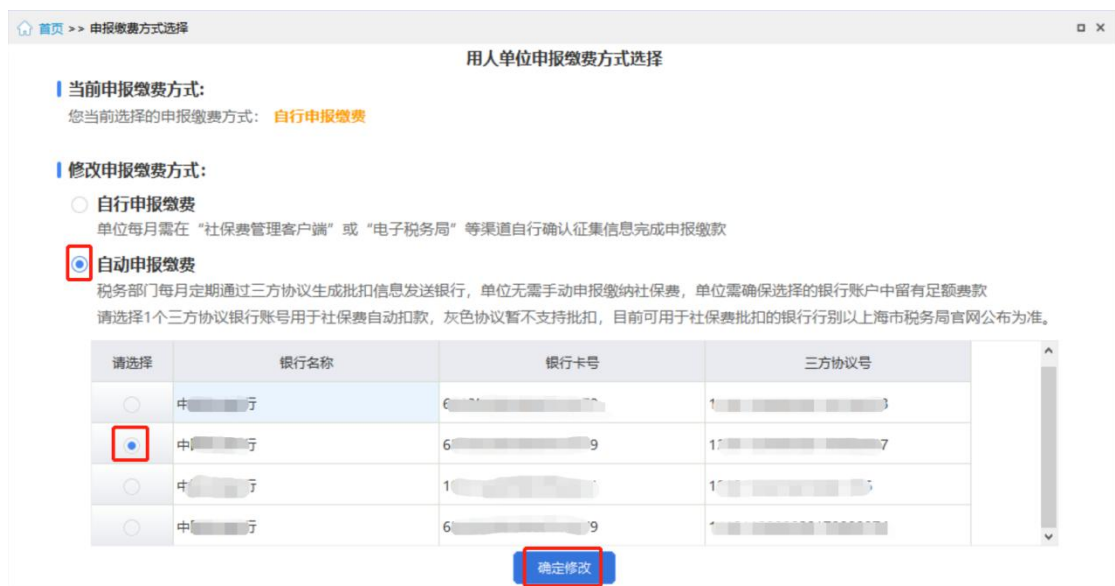 首页 >> 申报缴费方式选择
用人单位申报缴费方式选择
当前申报缴费方式：
您当前选择的申报缴费方式： 自行申报缴费
修改申报缴费方式：
自行申报缴费
单位每月需在“社保费管理客户端”或“电子税务局”等渠道自行确认征集信息完成申报缴款
自动申报缴费
税务部门每月定期通过三方协议生成批扣信息发送银行，单位无需手动申报缴纳社保费，单位需确保选择的银行账户中留有足额费款
请选择1个三方协议银行账号用于社保费自动扣款，灰色协议暂不支持批扣，目前可用于社保费批扣的银行行别以上海市税务局官网公布为准。
请选择 银行名称 银行卡号 三方协议号
确定修改